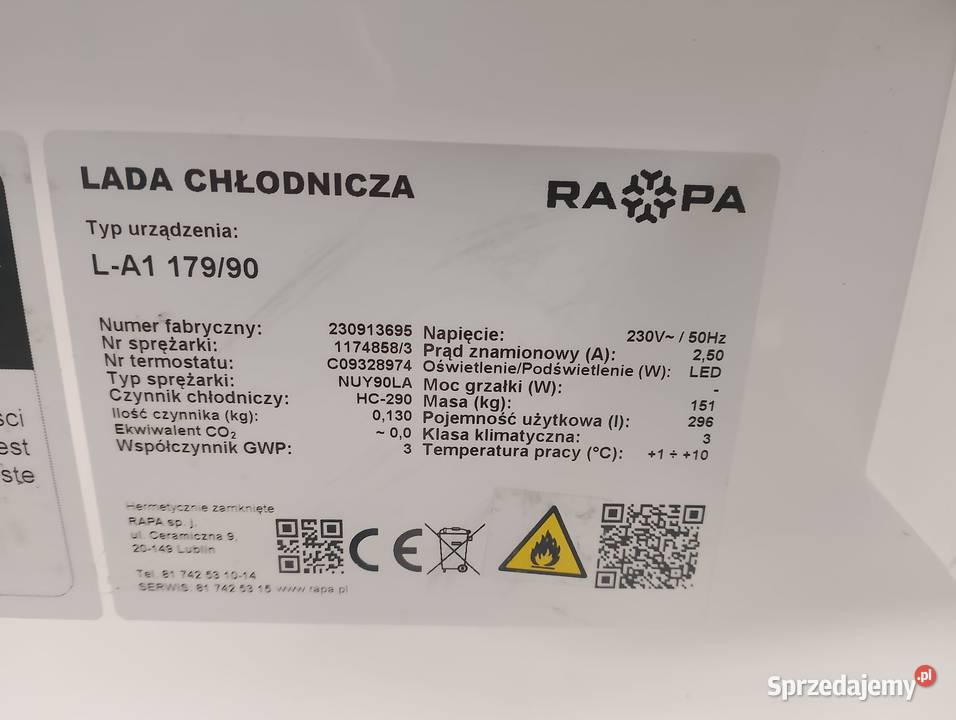 LADA CHŁODNICZA
RAPA
Typ urządzenia:
L-A1 179/90
Numer fabryczny: 230913695
Nr sprężarki: 1174858/3
Nr termostatu: C09328974
Typ sprężarki: NUY90LA
Czynnik chłodniczy: HC-290
Ilość czynnika (kg): 0,130
Ekwiwalent CO₂ ~ 0,0
Współczynnik GWP: 3
Napięcie: 230V~ / 50Hz
Prąd znamionowy (A): 2,50
Oświetlenie/Podświetlenie (W): LED
Moc grzałki (W): -
Masa (kg): 151
Pojemność użytkowa (l): 296
Klasa klimatyczna: 3
Temperatura pracy (°C): +1 ÷ +10
Hermetycznie zamknięte
RAPA sp. j.
ul. Ceramiczna 9,
20-149 Lublin
Tel. 81 742 53 10-14
SERWIS: 81 742 53 15 www.rapa.pl
CE
ści
est
ste
Sprzedajemy.pl